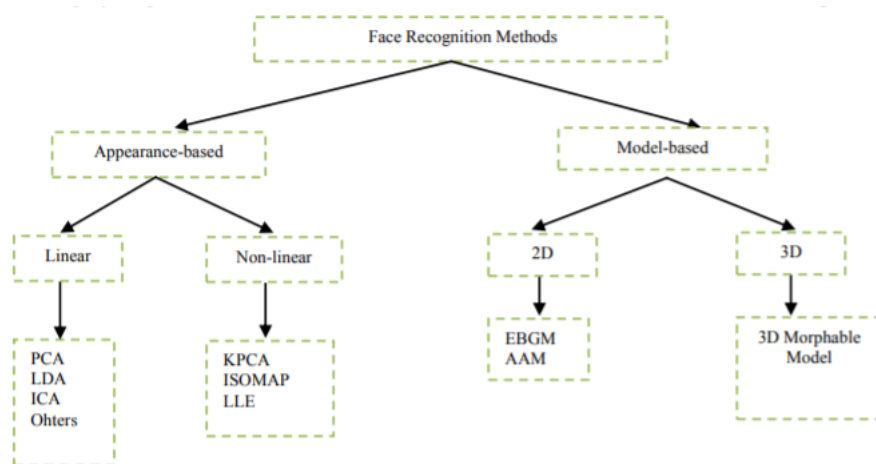 Face Recognition Methods
Appearance-based
Model-based
Linear
Non-linear
2D
3D
PCA
LDA
ICA
Ohters
KPCA
ISOMAP
LLE
EBGM
AAM
3D Morphable
Model